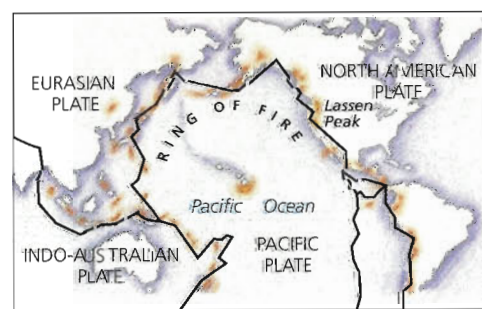 EURASIAN
PLATE
NORTH AMERICAN
PLATE
Lassen
Peak
RING OF FIRE
Pacific Ocean
INDO-AUSTRALIAN
PLATE
PACIFIC
PLATE